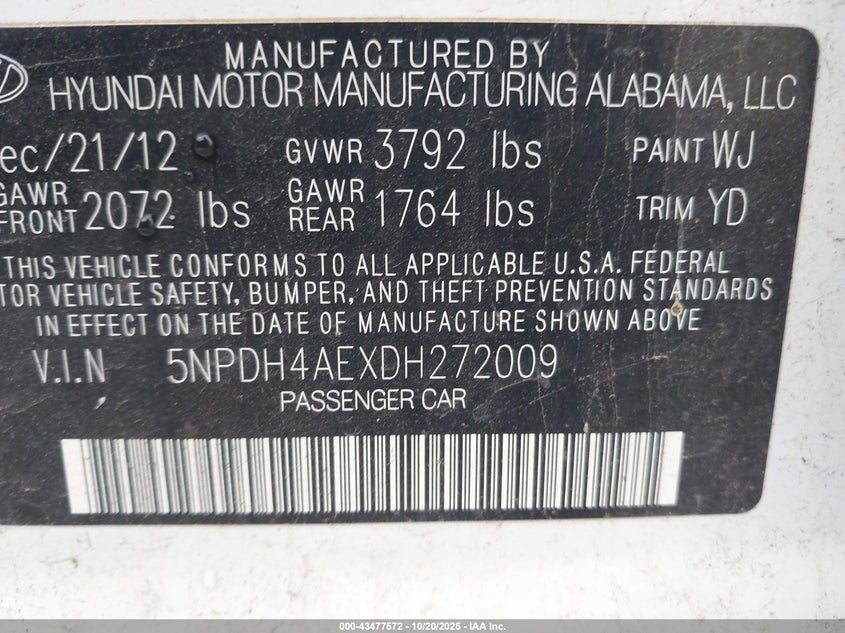 MANUFACTURED BY
HYUNDAI MOTOR MANUFACTURING ALABAMA, LLC
ec/21/12 GVWR 3792 lbs PAINT WJ
GAWR FRONT 2072 lbs GAWR REAR 1764 lbs TRIM YD
THIS VEHICLE CONFORMS TO ALL APPLICABLE U.S.A. FEDERAL
TOR VEHICLE SAFETY, BUMPER, AND THEFT PREVENTION STANDARDS
IN EFFECT ON THE DATE OF MANUFACTURE SHOWN ABOVE
V.I.N 5NPDH4AEXDH272009
PASSENGER CAR
000-43477572 | 10/20/2025 - IAA Inc.